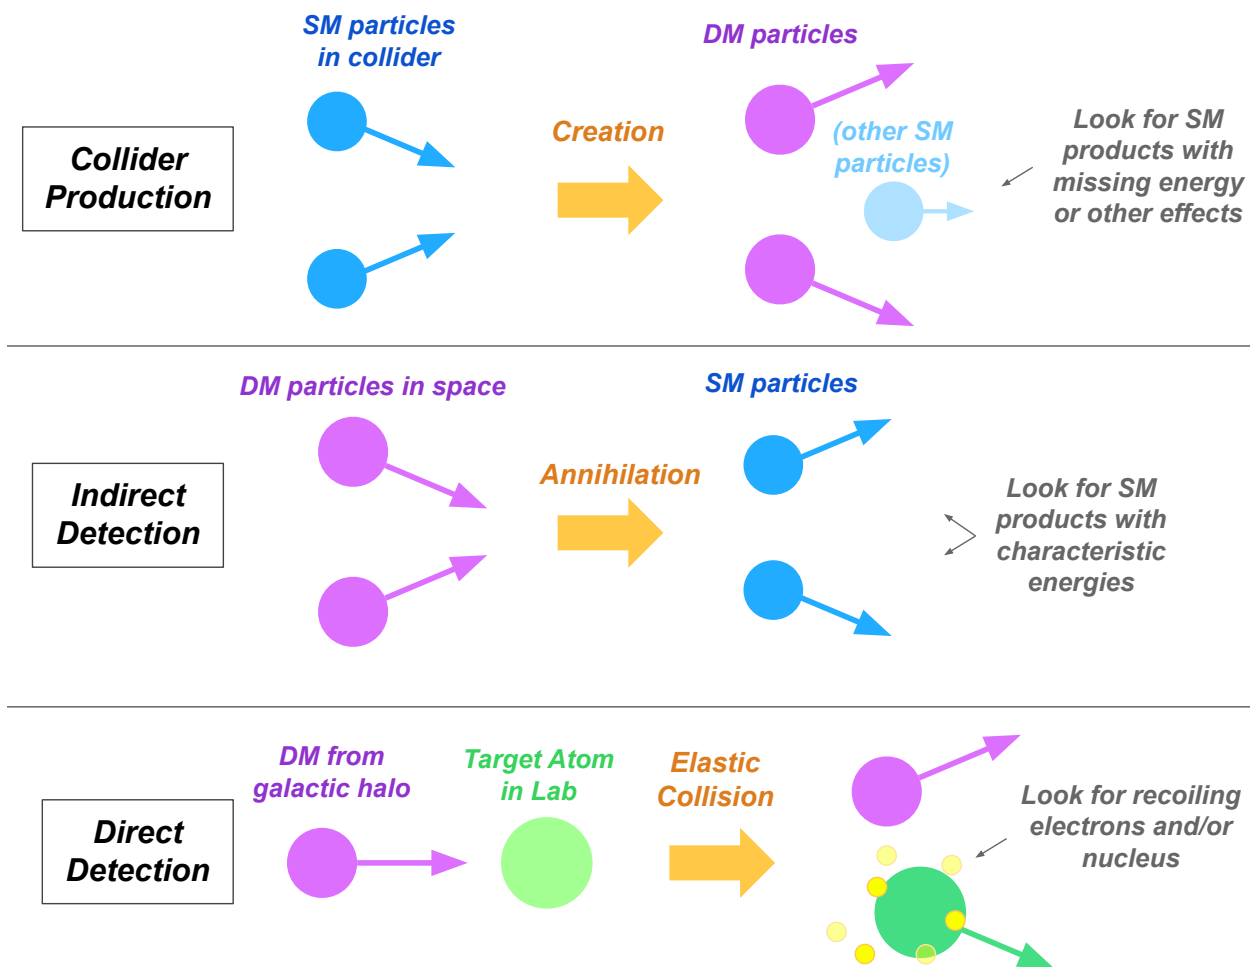 SM particles
in collider
DM particles
Collider
Production
Creation
(other SM
particles)
Look for SM
products with
missing energy
or other effects
DM particles in space
SM particles
Indirect
Detection
Annihilation
Look for SM
products with
characteristic
energies
DM from
galactic halo
Target Atom
in Lab
Elastic
Collision
Direct
Detection
Look for recoiling
electrons and/or
nucleus